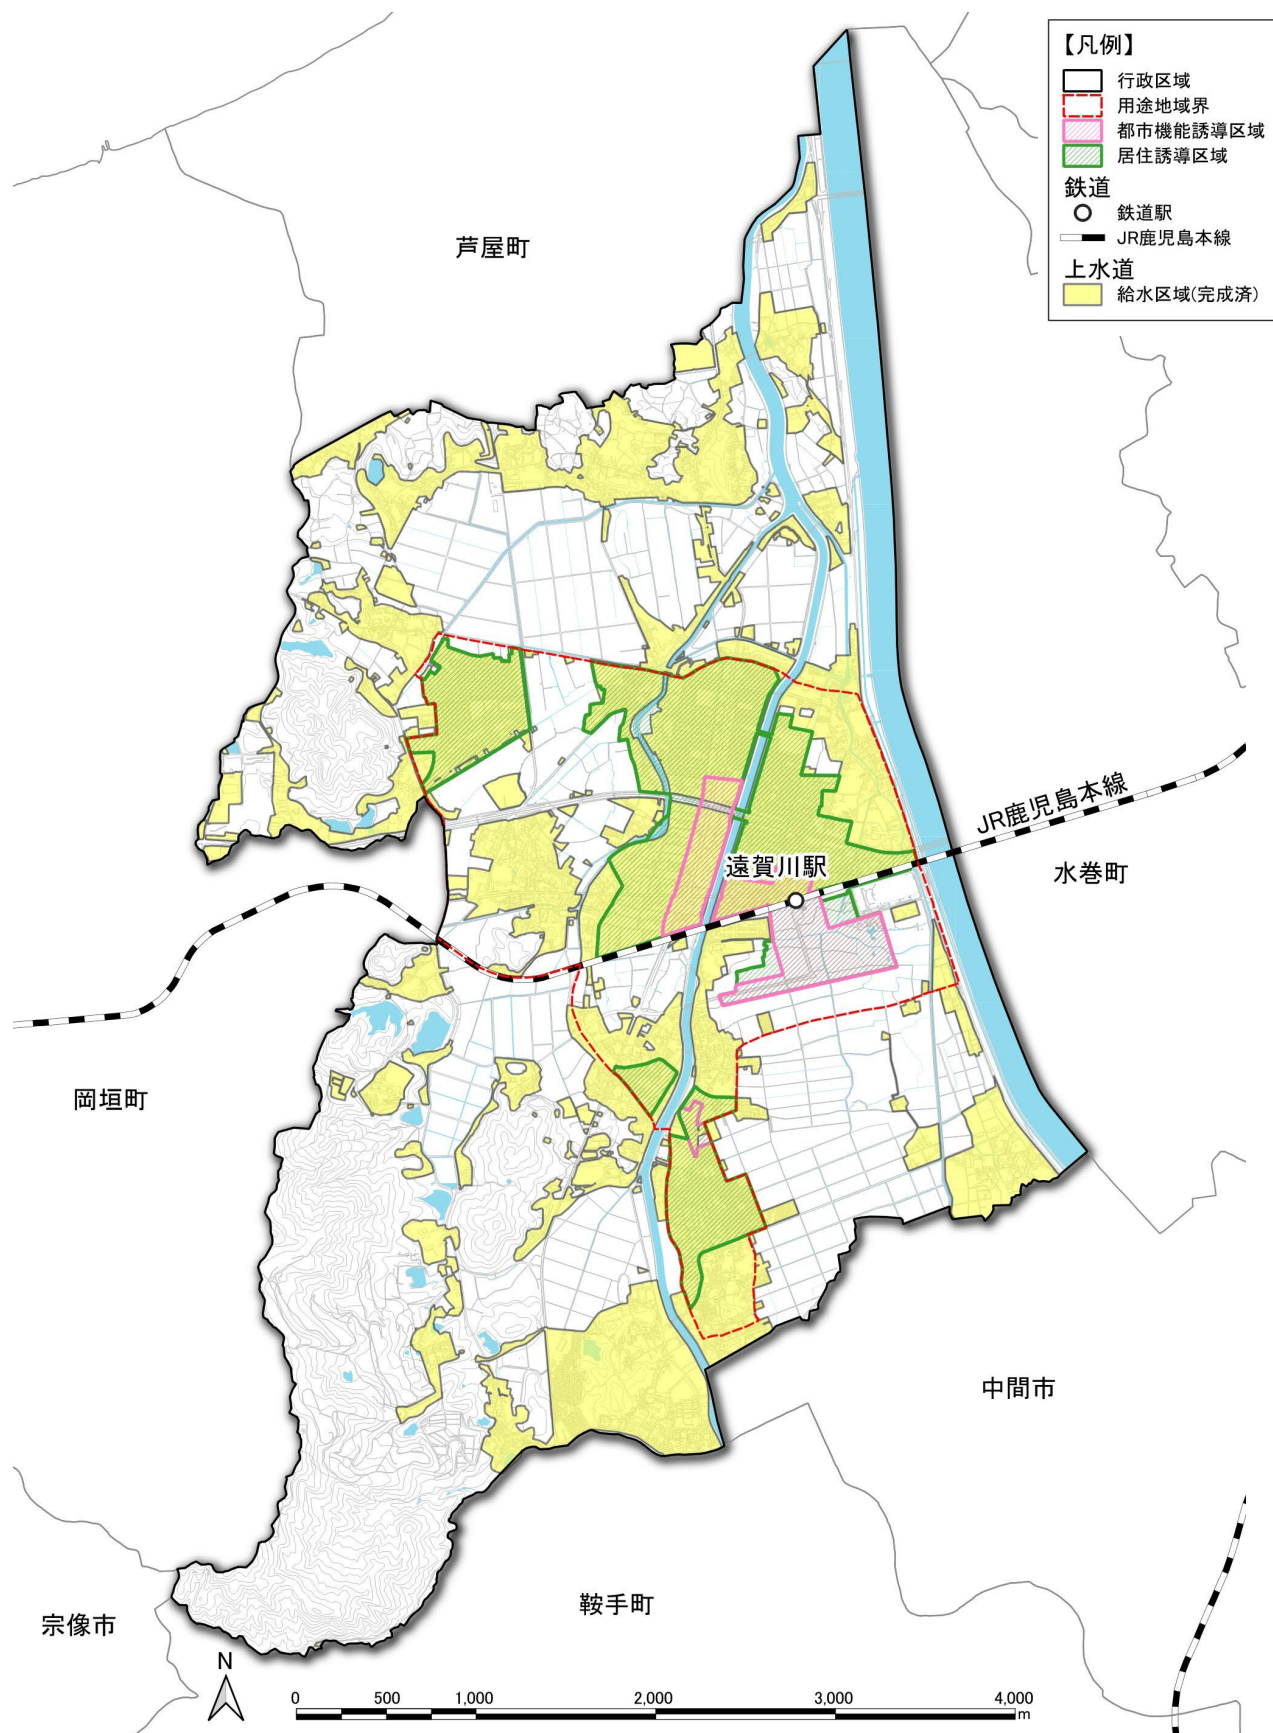 【凡例】
行政区域
用途地域界
都市機能誘導区域
居住誘導区域
鉄道
鉄道駅
JR鹿児島本線
上水道
給水区域(完成済)
芦屋町
JR鹿児島本線
遠賀川駅
水巻町
岡垣町
中間市
鞍手町
宗像市
N
0 500 1,000 2,000 3,000 4,000
m